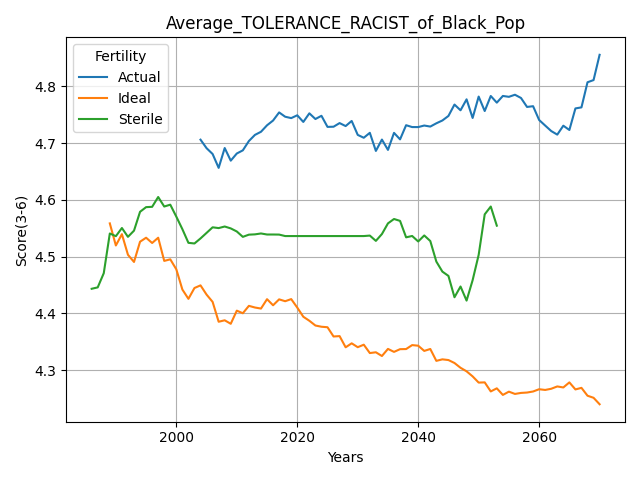 Average_TOLERANCE_RACIST_of_Black_Pop
Fertility
Actual
Ideal
Sterile
Score(3-6)
4.8
4.7
4.6
4.5
4.4
4.3
2000 2020 2040 2060
Years